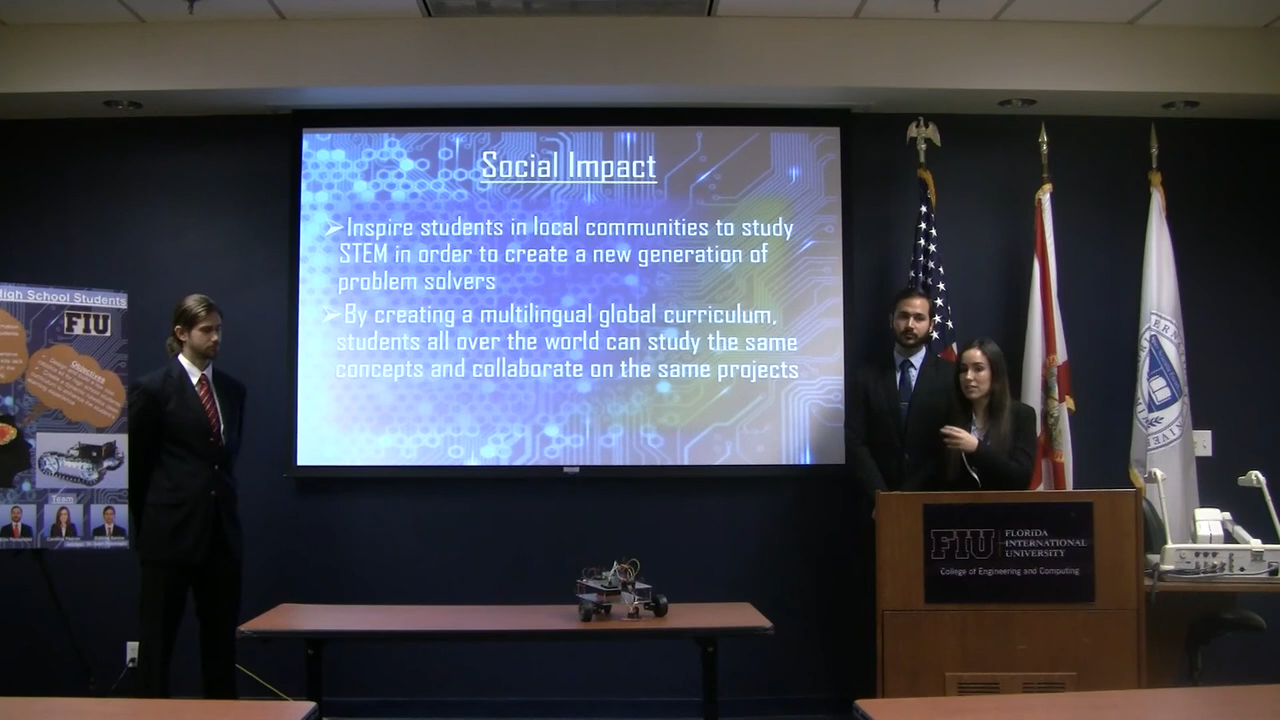 Social Impact
➢Inspire students in local communities to study
STEM in order to create a new generation of
problem solvers
➢By creating a multilingual global curriculum,
students all over the world can study the same
concepts and collaborate on the same projects
High School Students
FIU
Objectives
Team
FIU
FLORIDA
INTERNATIONAL
UNIVERSITY
College of Engineering and Computing